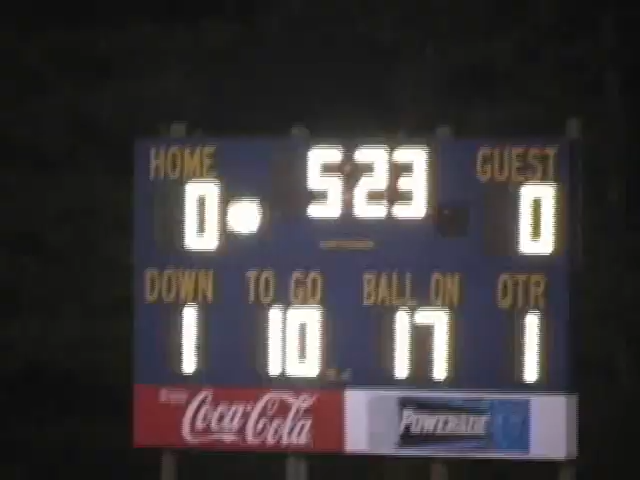 HOME 5:23 GUEST
0 0
DOWN TO GO BALL ON QTR
1 10 17 1
Coca-Cola POWERADE